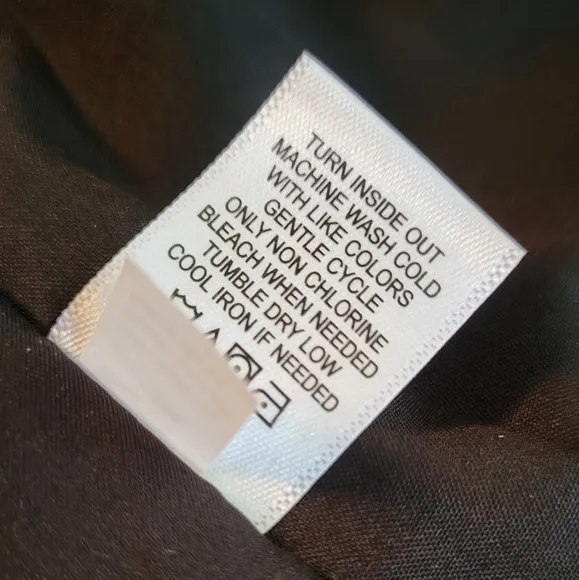 TURN INSIDE OUT
MACHINE WASH COLD
WITH LIKE COLORS
GENTLE CYCLE
ONLY NON CHLORINE
BLEACH WHEN NEEDED
TUMBLE DRY LOW
COOL IRON IF NEEDED